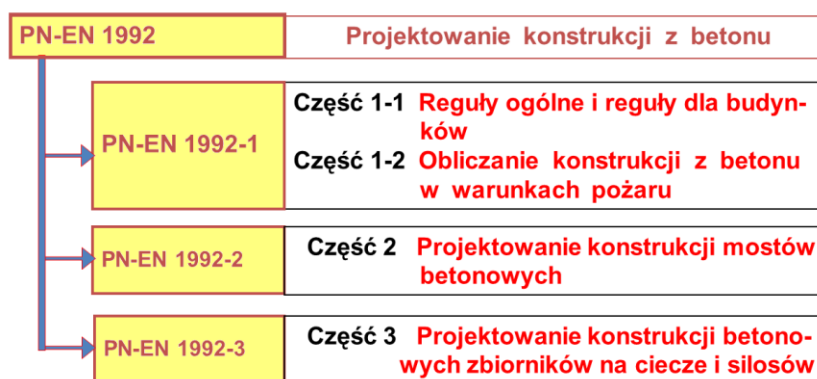 PN-EN 1992
Projektowanie konstrukcji z betonu
PN-EN 1992-1
Część 1-1 Reguły ogólne i reguły dla budyn-
ków
Część 1-2 Obliczanie konstrukcji z betonu
w warunkach pożaru
PN-EN 1992-2
Część 2 Projektowanie konstrukcji mostów
betonowych
PN-EN 1992-3
Część 3 Projektowanie konstrukcji betono-
wych zbiorników na ciecze i silosów